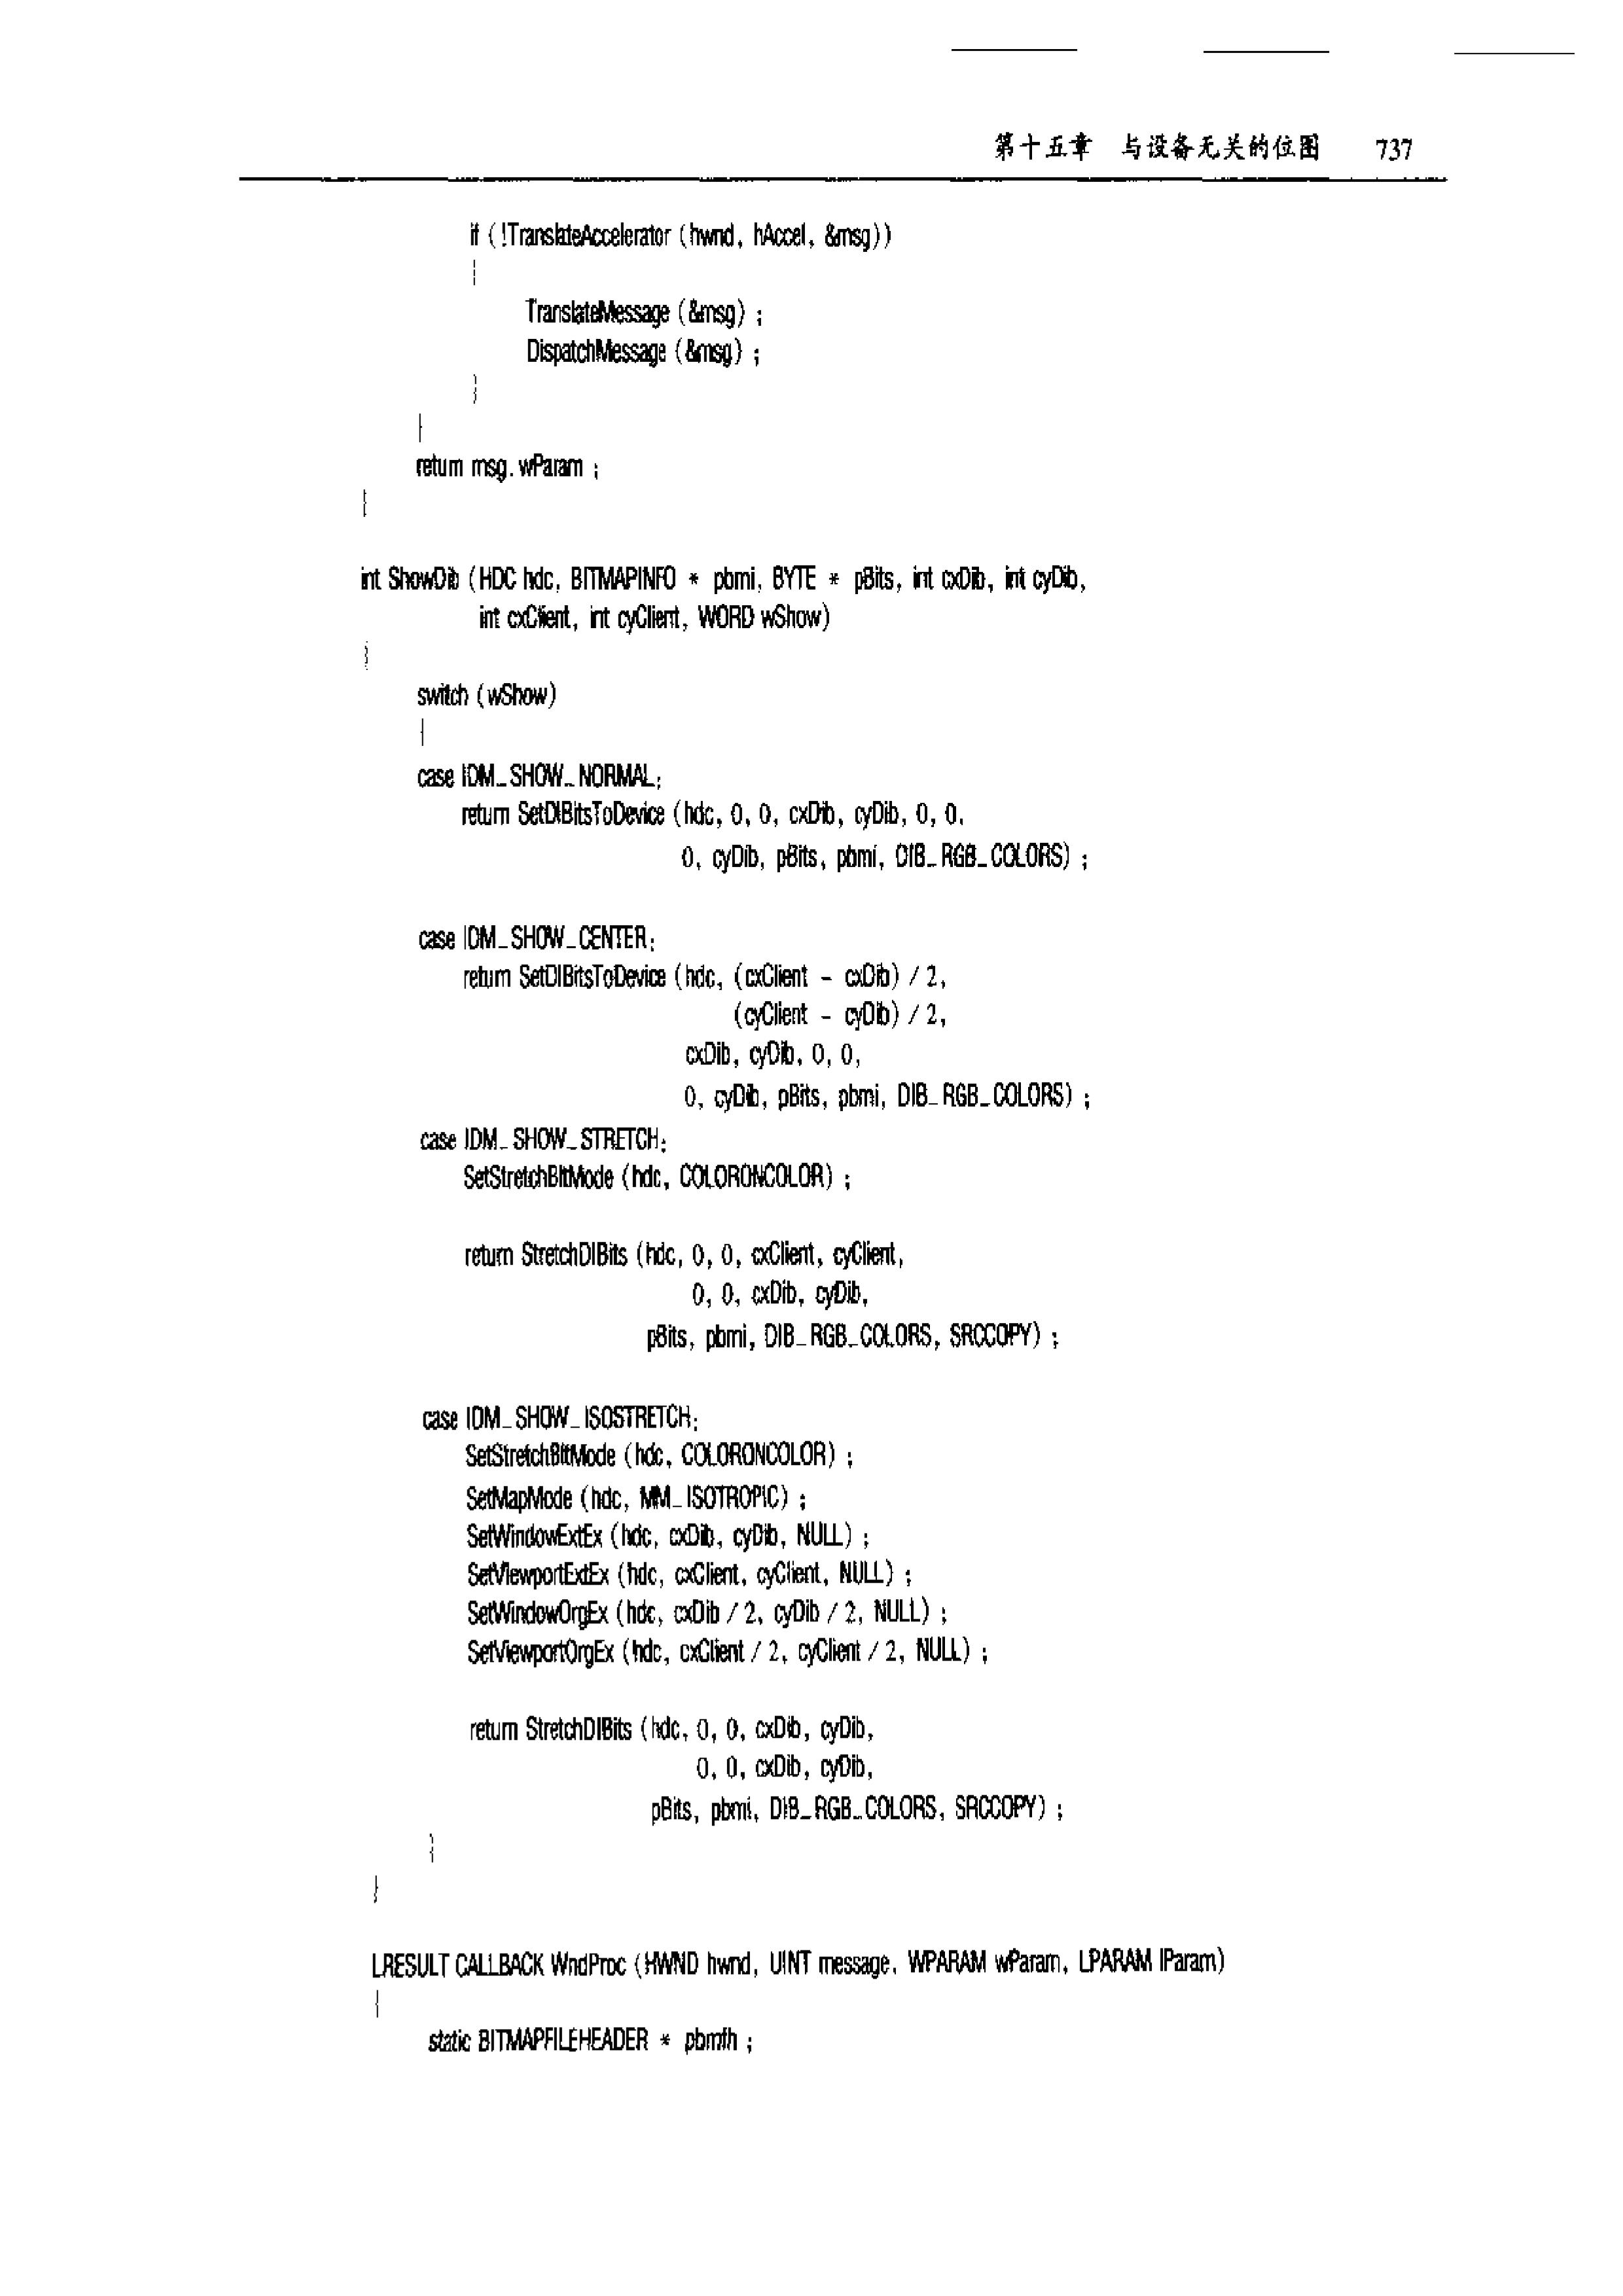 第十五章 与设备无关的位图 737
if (!TranslateAccelerator (hwnd, hAccel, &msg))
{
TranslateMessage (&msg) ;
DispatchMessage (&msg) ;
}
}
return msg.wParam ;
}
int ShowDib (HDC hdc, BITMAPINFO * pbmi, BYTE * pBits, int cxDib, int cyDib,
int cxClient, int cyClient, WORD wShow)
{
switch (wShow)
{
case IDM_SHOW_NORMAL:
return SetDIBitsToDevice (hdc, 0, 0, cxDib, cyDib, 0, 0,
0, cyDib, pBits, pbmi, DIB_RGB_COLORS) ;
case IDM_SHOW_CENTER:
return SetDIBitsToDevice (hdc, (cxClient - cxDib) / 2,
(cyClient - cyDib) / 2,
cxDib, cyDib, 0, 0,
0, cyDib, pBits, pbmi, DIB_RGB_COLORS) ;
case IDM_SHOW_STRETCH:
SetStretchBltMode (hdc, COLORONCOLOR) ;
return StretchDIBits (hdc, 0, 0, cxClient, cyClient,
0, 0, cxDib, cyDib,
pBits, pbmi, DIB_RGB_COLORS, SRCCOPY) ;
case IDM_SHOW_ISOSTRETCH:
SetStretchBltMode (hdc, COLORONCOLOR) ;
SetMapMode (hdc, MM_ISOTROPIC) ;
SetWindowExtEx (hdc, cxDib, cyDib, NULL) ;
SetViewportExtEx (hdc, cxClient, cyClient, NULL) ;
SetWindowOrgEx (hdc, cxDib / 2, cyDib / 2, NULL) ;
SetViewportOrgEx (hdc, cxClient / 2, cyClient / 2, NULL) ;
return StretchDIBits (hdc, 0, 0, cxDib, cyDib,
0, 0, cxDib, cyDib,
pBits, pbmi, DIB_RGB_COLORS, SRCCOPY) ;
}
}
LRESULT CALLBACK WndProc (HWND hwnd, UINT message, WPARAM wParam, LPARAM lParam)
{
static BITMAPFILEHEADER * pbmfh ;